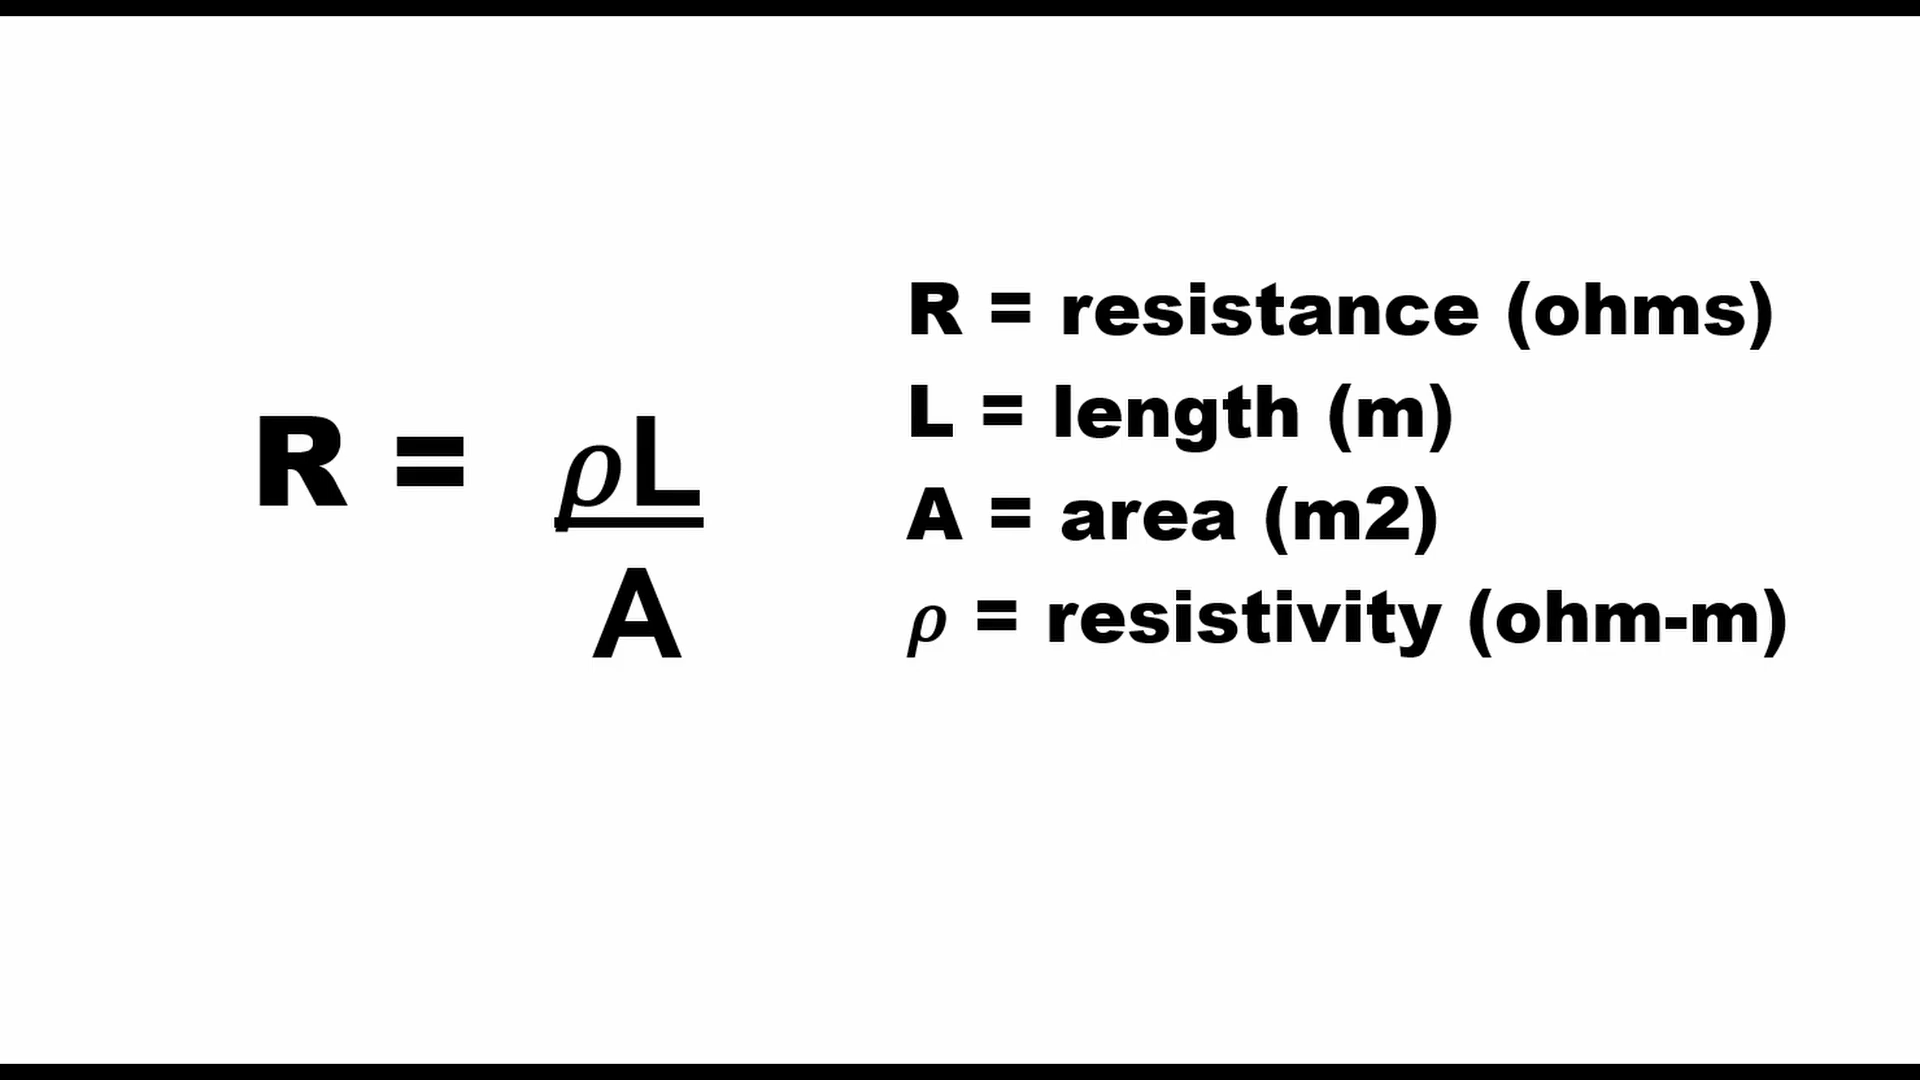 R = ρL
A
R = resistance (ohms)
L = length (m)
A = area (m2)
ρ = resistivity (ohm-m)